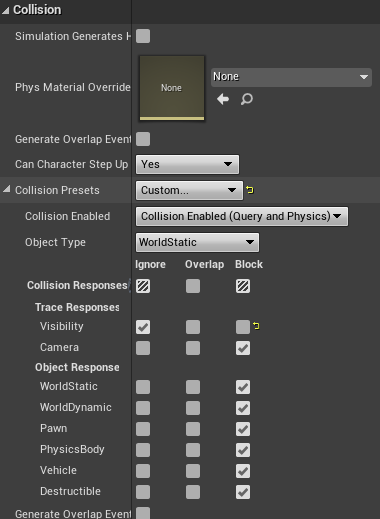 Collision
Simulation Generates H
Phys Material Override
None
None
Generate Overlap Event
Can Character Step Up
Yes
Collision Presets
Custom...
Collision Enabled
Collision Enabled (Query and Physics)
Object Type
WorldStatic
Ignore Overlap Block
Collision Responses
Trace Responses
Visibility
Camera
Object Response
WorldStatic
WorldDynamic
Pawn
PhysicsBody
Vehicle
Destructible
Generate Overlap Event